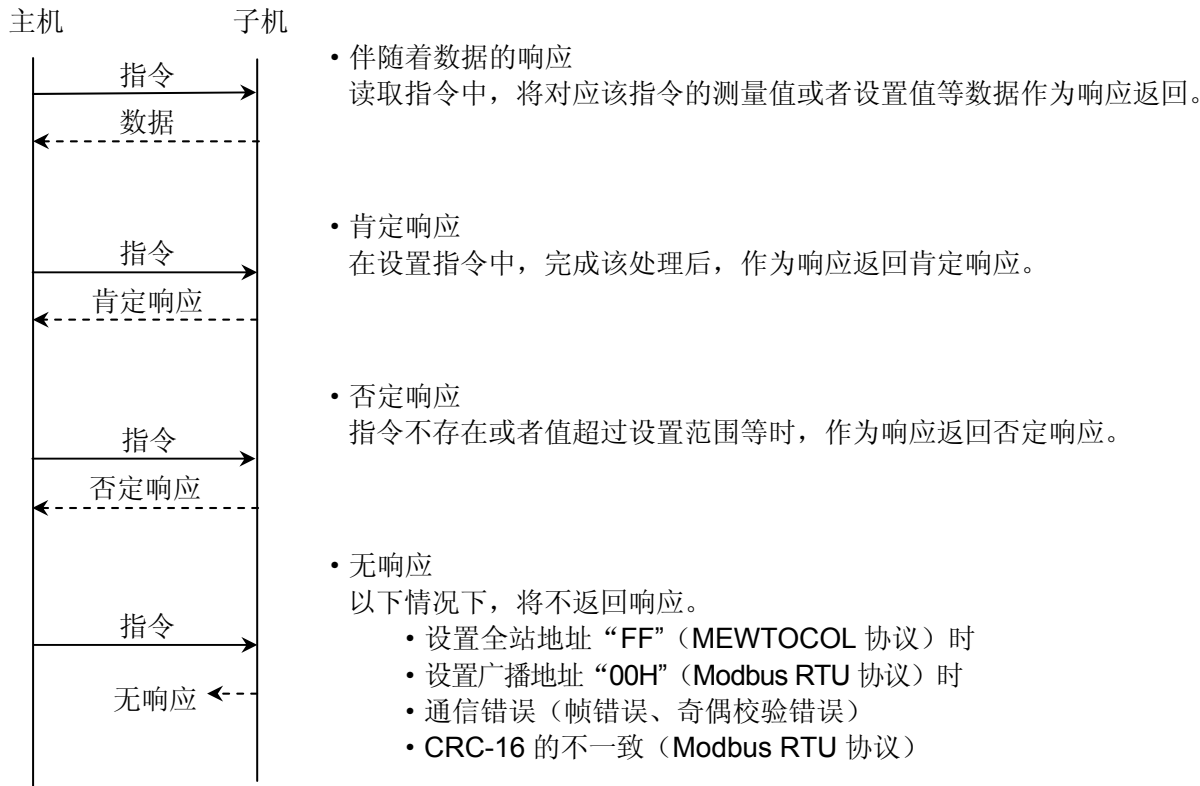 主机 子机
指令
数据
・伴随着数据的响应
读取指令中，将对应该指令的测量值或者设置值等数据作为响应返回。
指令
肯定响应
・肯定响应
在设置指令中，完成该处理后，作为响应返回肯定响应。
指令
否定响应
・否定响应
指令不存在或者值超过设置范围等时，作为响应返回否定响应。
指令
无响应
・无响应
以下情况下，将不返回响应。
・设置全站地址“FF”（MEWTOCOL 协议）时
・设置广播地址“00H”（Modbus RTU 协议）时
・通信错误（帧错误、奇偶校验错误）
・CRC-16 的不一致（Modbus RTU 协议）